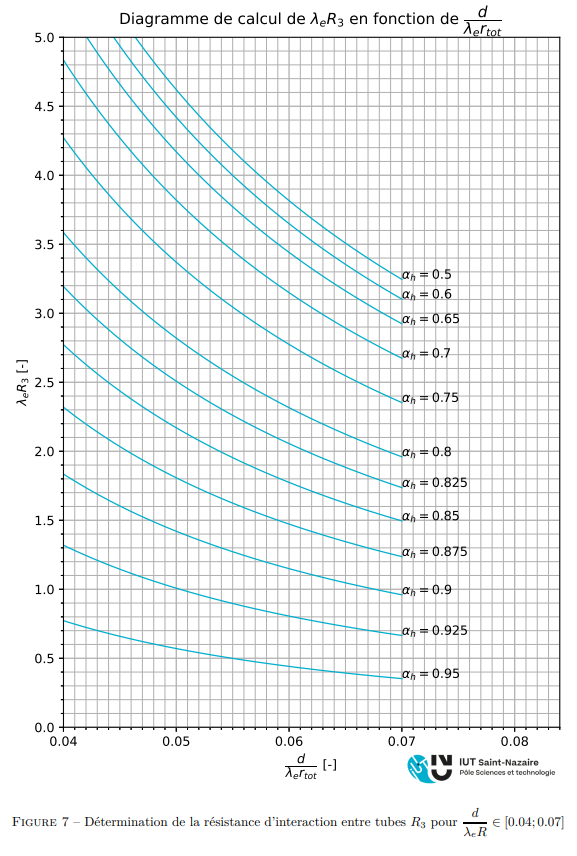 Diagramme de calcul de λₑR₃ en fonction de d/(λₑrₜₒₜ)
5.0
4.5
4.0
3.5
3.0
2.5
2.0
1.5
1.0
0.5
0.0
λₑR₃ [-]
αₕ = 0.5
αₕ = 0.6
αₕ = 0.65
αₕ = 0.7
αₕ = 0.75
αₕ = 0.8
αₕ = 0.825
αₕ = 0.85
αₕ = 0.875
αₕ = 0.9
αₕ = 0.925
αₕ = 0.95
0.04 0.05 0.06 0.07 0.08
d/(λₑrₜₒₜ) [-]
IUT Saint-Nazaire
Pôle Sciences et technologie
FIGURE 7 – Détermination de la résistance d'interaction entre tubes R₃ pour d/(λₑR) ∈ [0.04; 0.07]